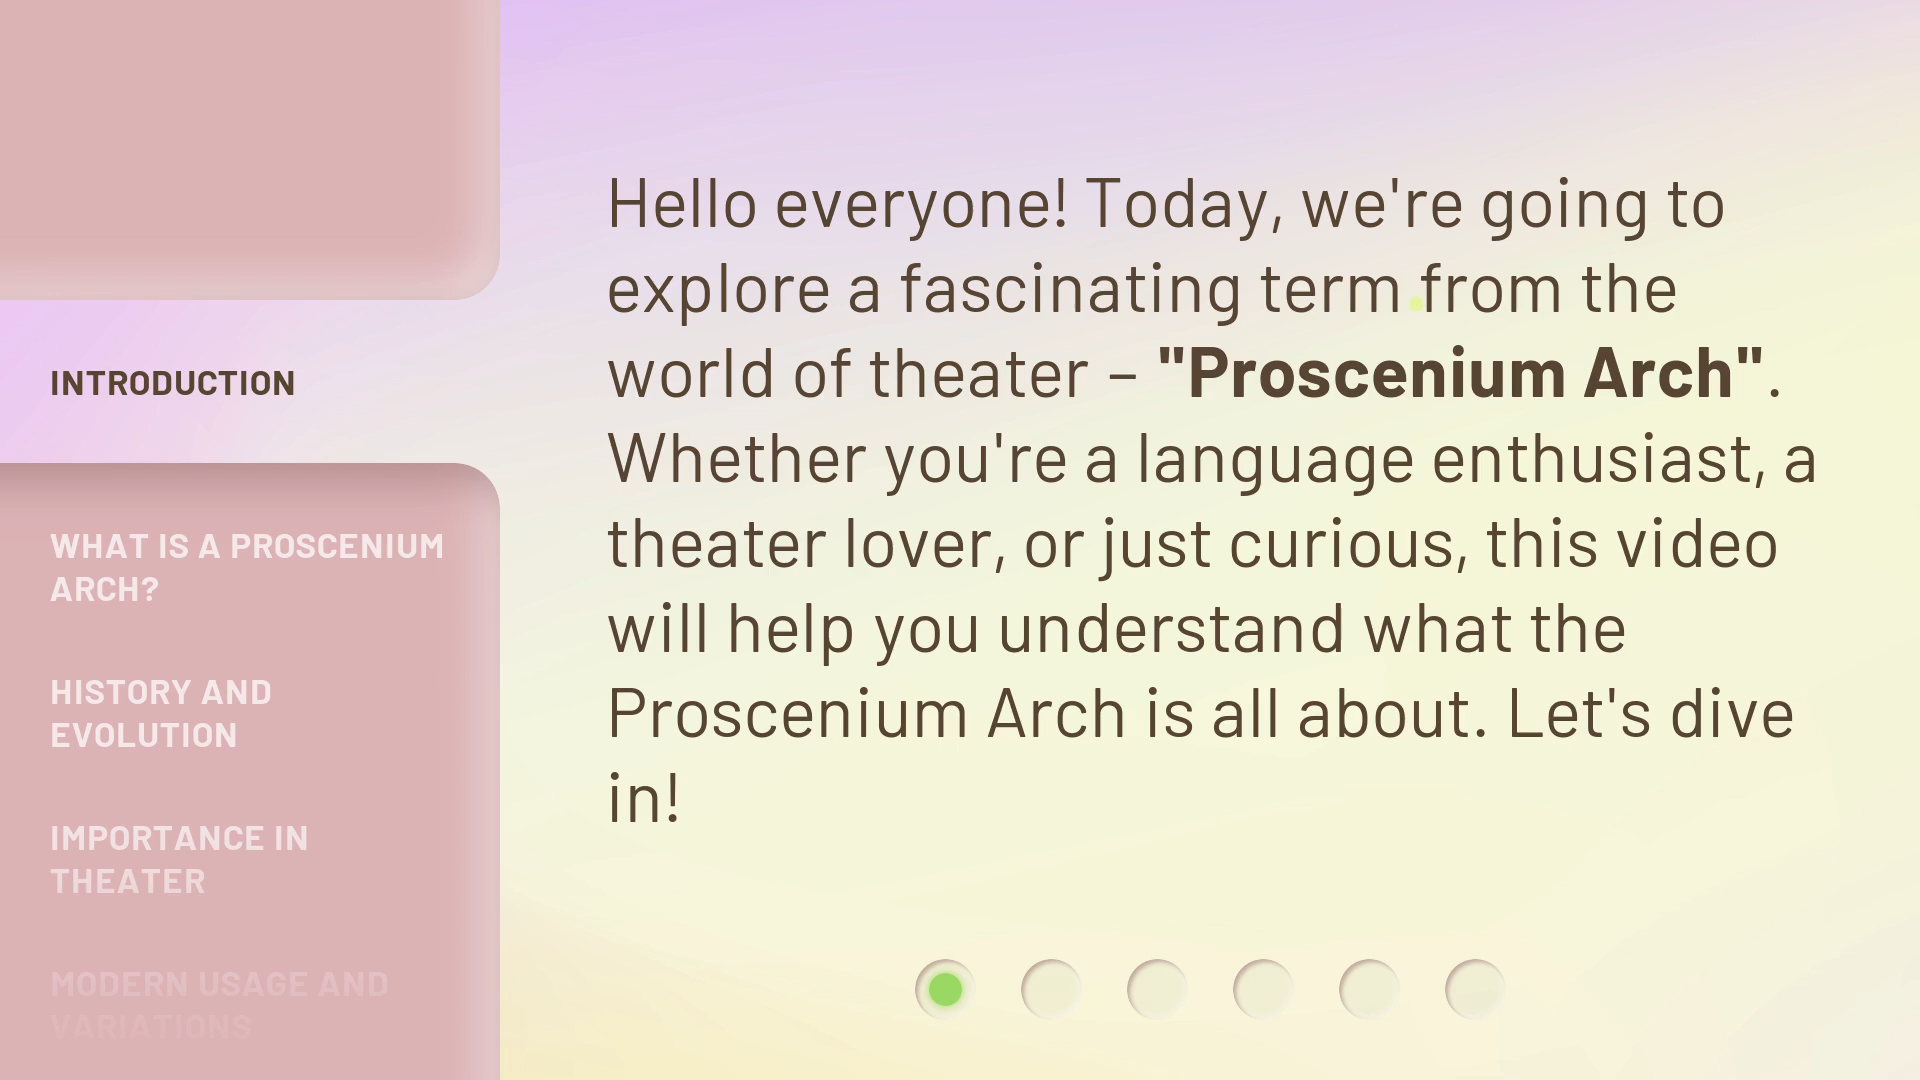 INTRODUCTION
WHAT IS A PROSCENIUM
ARCH?
HISTORY AND
EVOLUTION
IMPORTANCE IN
THEATER
MODERN USAGE AND
VARIATIONS
Hello everyone! Today, we're going to
explore a fascinating term from the
world of theater – "Proscenium Arch".
Whether you're a language enthusiast, a
theater lover, or just curious, this video
will help you understand what the
Proscenium Arch is all about. Let's dive
in!